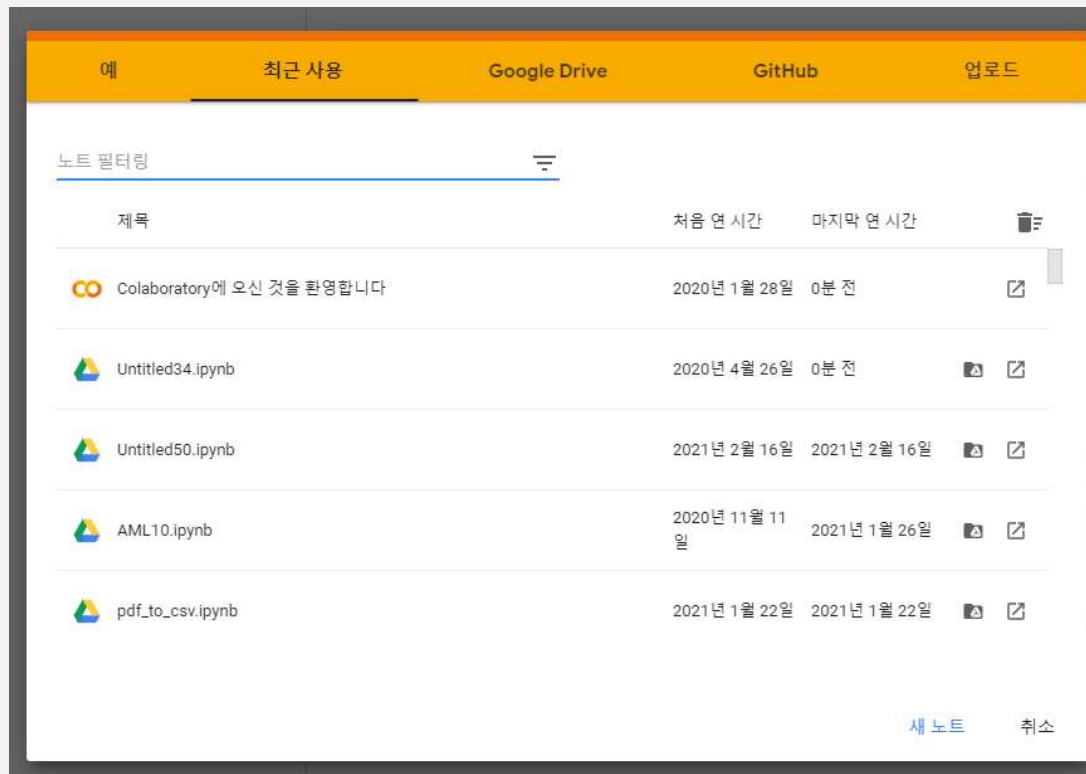 예 최근 사용 Google Drive GitHub 업로드
노트 필터링
제목 처음 연 시간 마지막 연 시간
Colaboratory에 오신 것을 환영합니다 2020년 1월 28일 0분 전
Untitled34.ipynb 2020년 4월 26일 0분 전
Untitled50.ipynb 2021년 2월 16일 2021년 2월 16일
AML10.ipynb 2020년 11월 11일 2021년 1월 26일
pdf_to_csv.ipynb 2021년 1월 22일 2021년 1월 22일
새 노트 취소